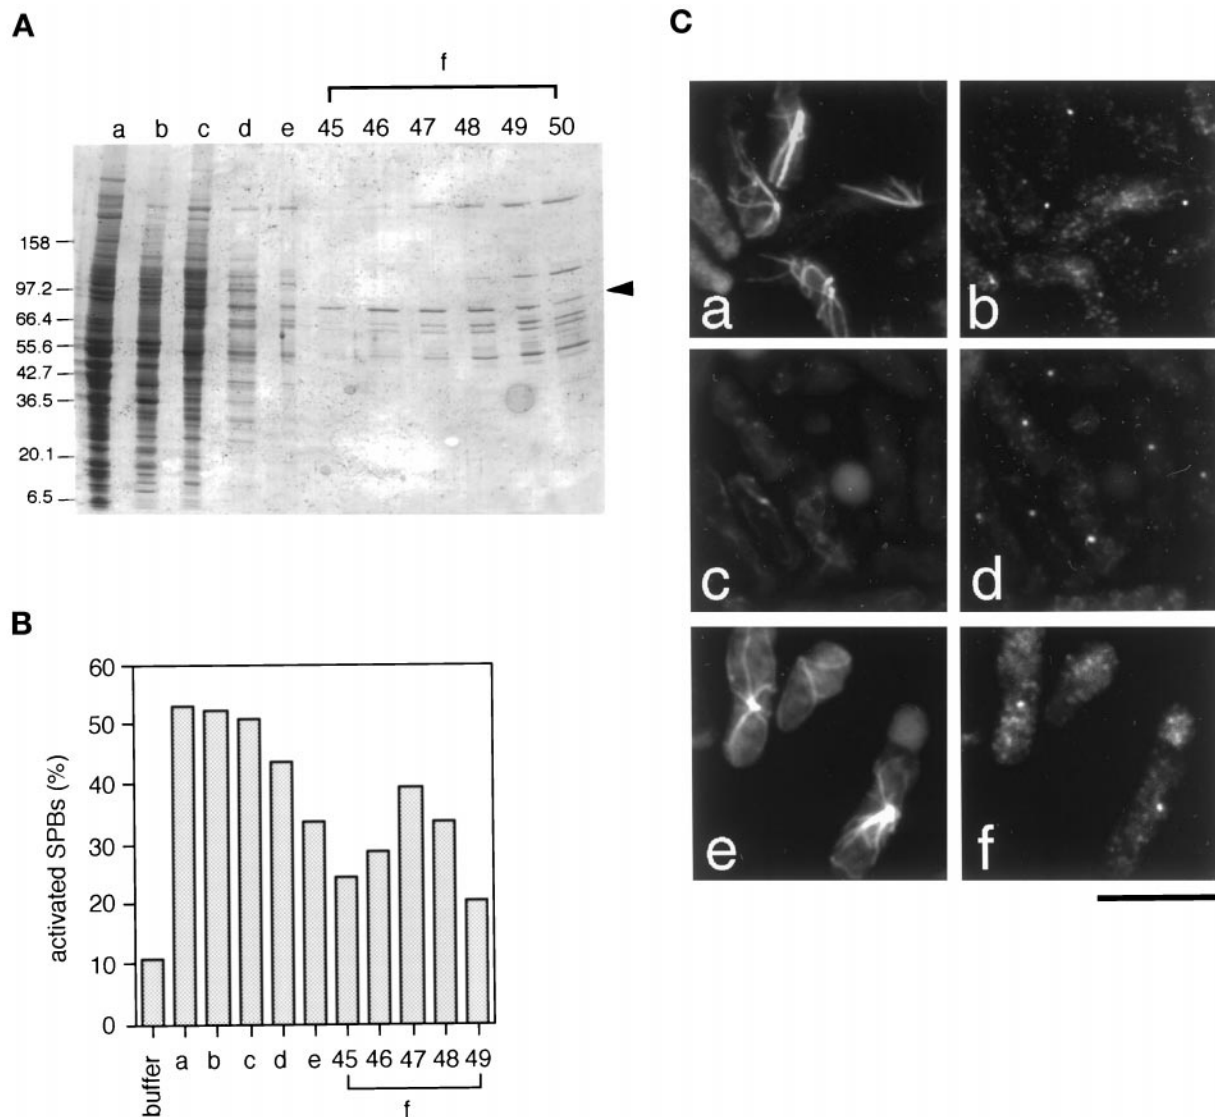 A
f
a b c d e 45 46 47 48 49 50
158
97.2
66.4
55.6
42.7
36.5
20.1
6.5
B
activated SPBs (%)
60
50
40
30
20
10
0
buffer a b c d e 45 46 47 48 49
f
C
a
b
c
d
e
f